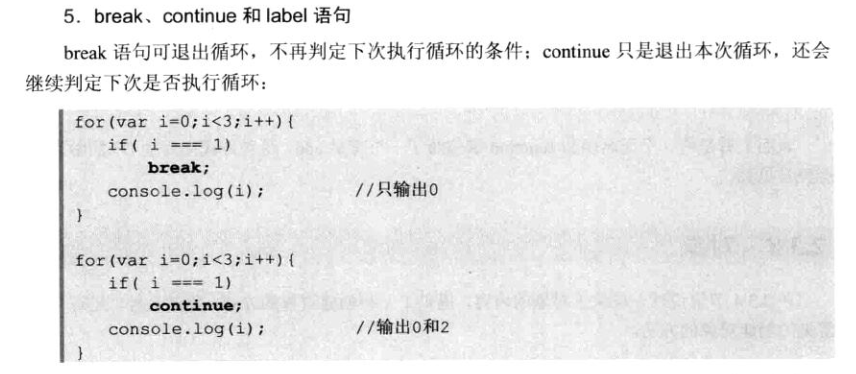 5. break、continue 和 label 语句
break 语句可退出循环，不再判定下次执行循环的条件；continue 只是退出本次循环，还会
继续判定下次是否执行循环：
for(var i=0;i<3;i++){
if( i === 1)
break;
console.log(i); //只输出0
}
for(var i=0;i<3;i++){
if( i === 1)
continue;
console.log(i); //输出0和2
}